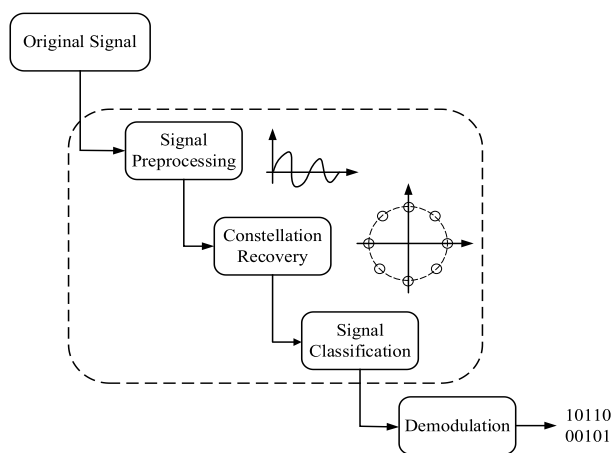 Original Signal
Signal
Preprocessing
Constellation
Recovery
Signal
Classification
Demodulation
10110
00101